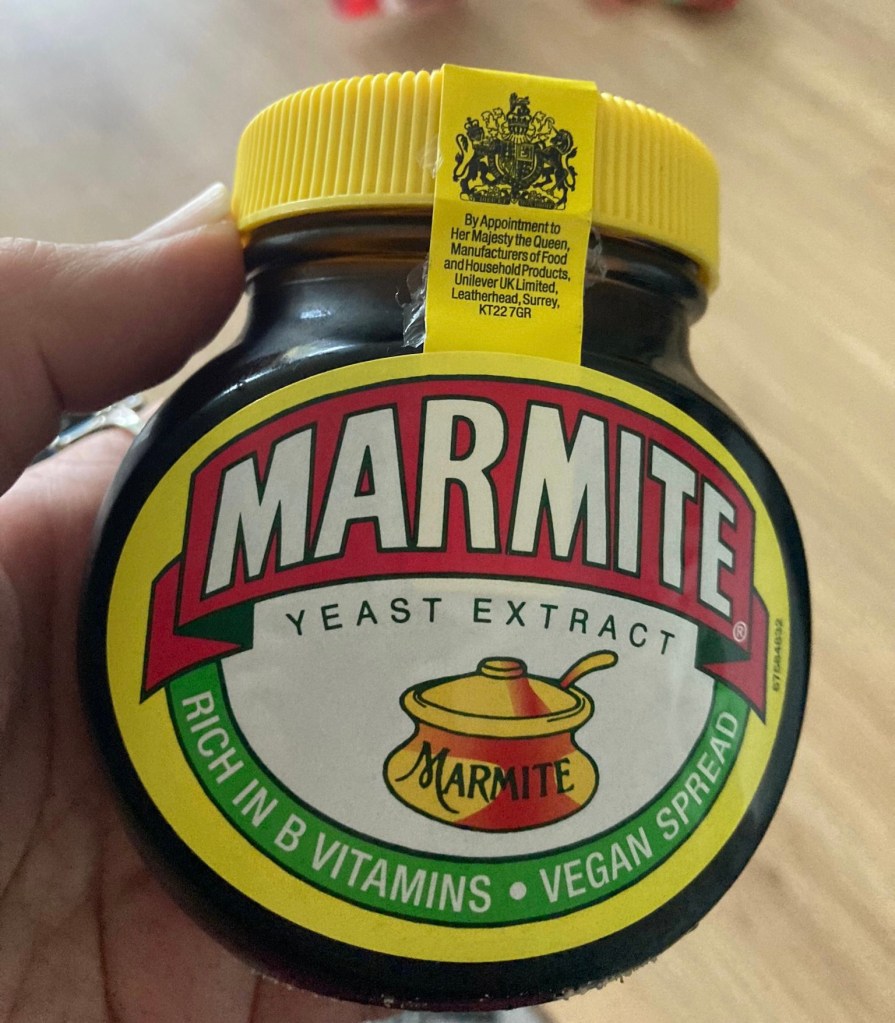 By Appointment to
Her Majesty the Queen,
Manufacturers of Food
and Household Products,
Unilever UK Limited,
Leatherhead, Surrey,
KT22 7GR
MARMITE®
YEAST EXTRACT
MARMITE
RICH IN B VITAMINS • VEGAN SPREAD
67564632